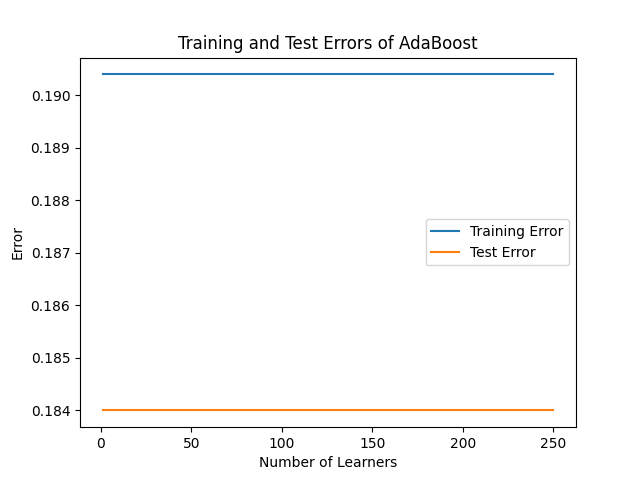 Training and Test Errors of AdaBoost
0.190
0.189
0.188
0.187
0.186
0.185
0.184
Error
Training Error
Test Error
0 50 100 150 200 250
Number of Learners